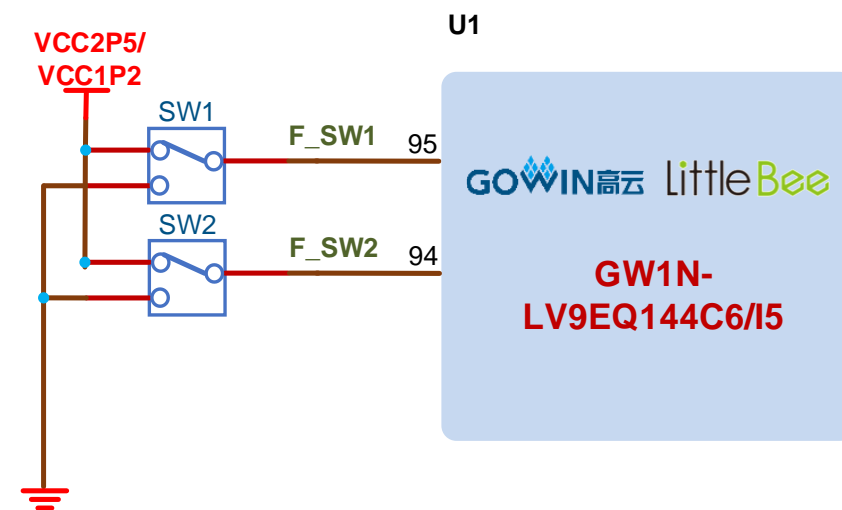 U1
VCC2P5/
VCC1P2
SW1
F_SW1
95
GOWIN高云 LittleBee
SW2
F_SW2
94
GW1N-
LV9EQ144C6/I5